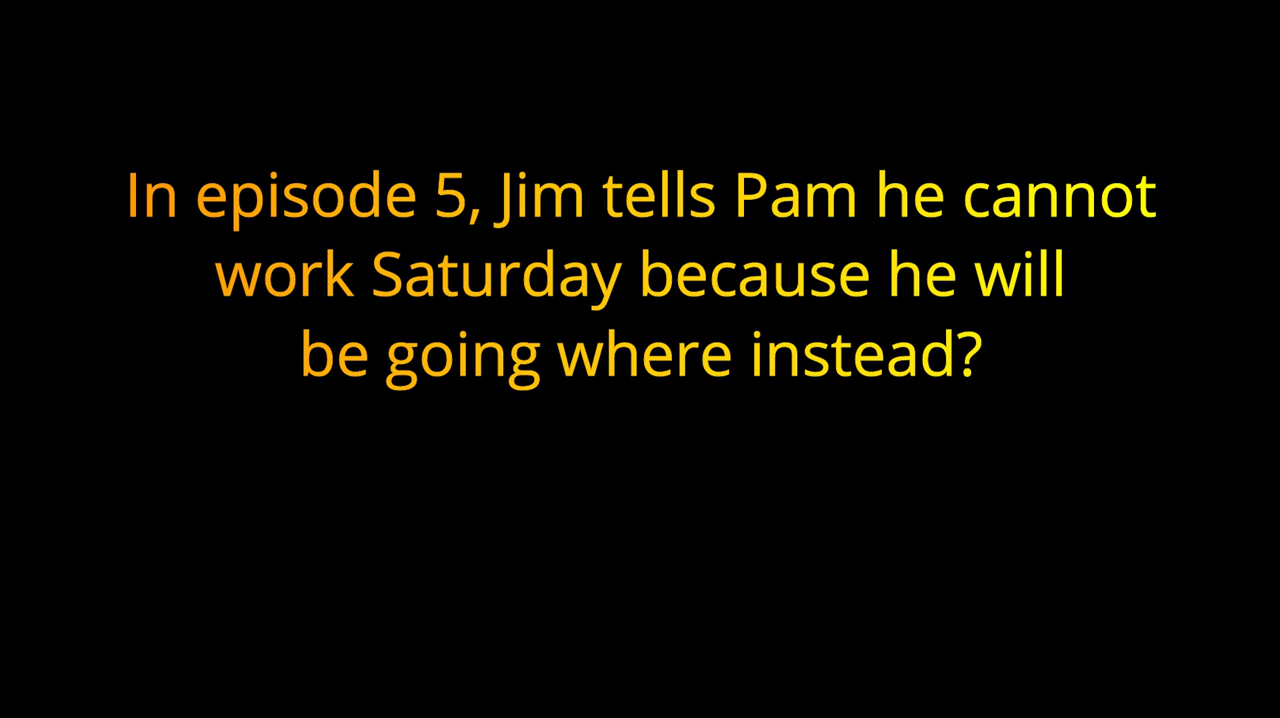 In episode 5, Jim tells Pam he cannot
work Saturday because he will
be going where instead?